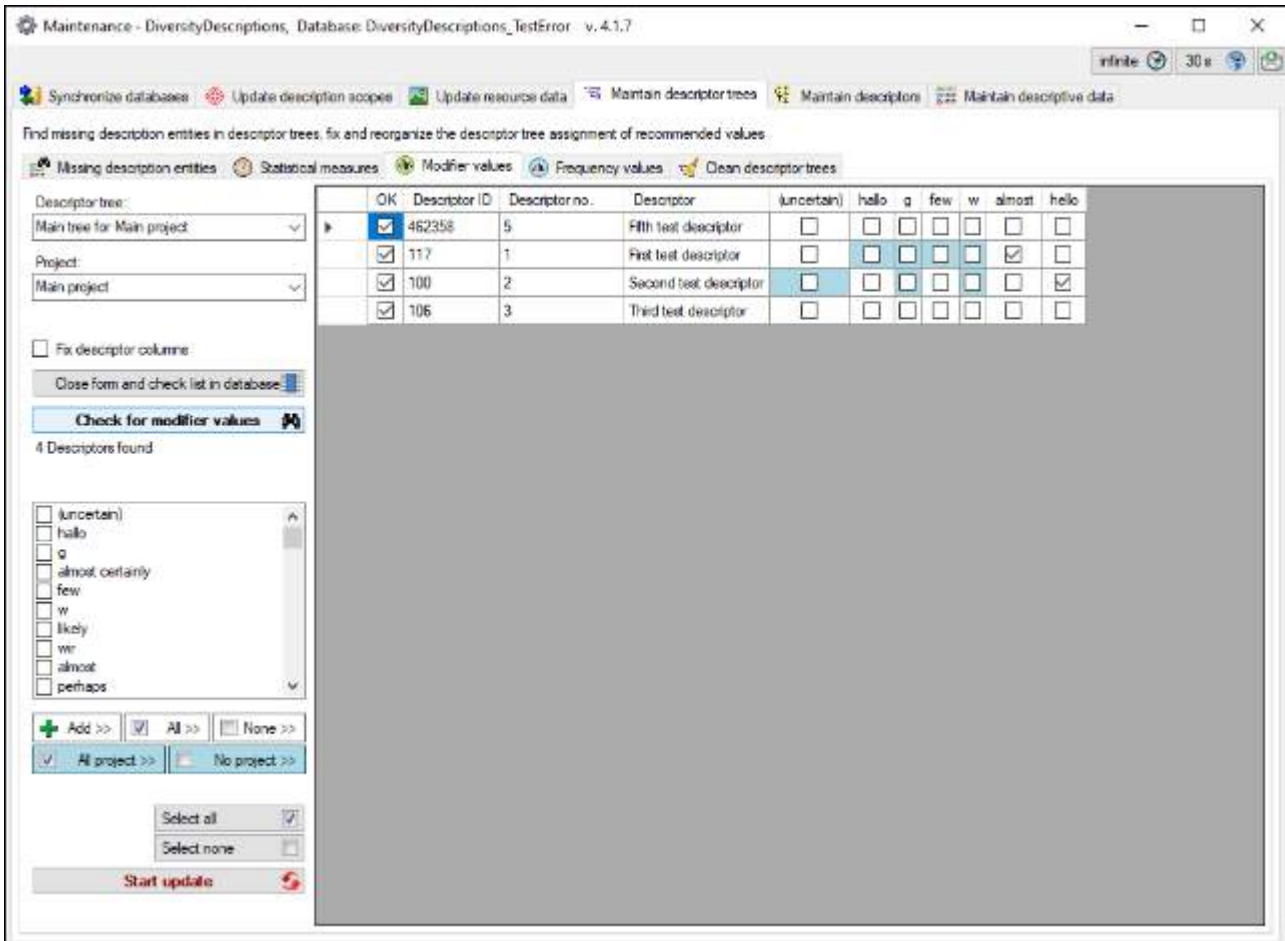 Maintenance - DiversityDescriptions, Database: DiversityDescriptions_TestError v. 4.1.7
infinite 30 s
Synchronize databases Update description scopes Update resource data Maintain descriptor trees Maintain descriptors Maintain descriptive data
Find missing description entities in descriptor trees, fix and reorganize the descriptor tree assignment of recommended values
Missing description entities Statistical measures Modifier values Frequency values Clean descriptor trees
Descriptor tree:
Main tree for Main project
Project:
Main project
Fix descriptor columns
Close form and check list in database
Check for modifier values
4 Descriptors found
(uncertain)
hallo
g
almost certainly
few
w
likely
wir
almost
perhaps
Add >> All >> None >>
All project >> No project >>
Select all
Select none
Start update
OK Descriptor ID Descriptor no. Descriptor (uncertain) hallo g few w almost hello
462358 5 Fifth test descriptor
117 1 First test descriptor
100 2 Second test descriptor
106 3 Third test descriptor